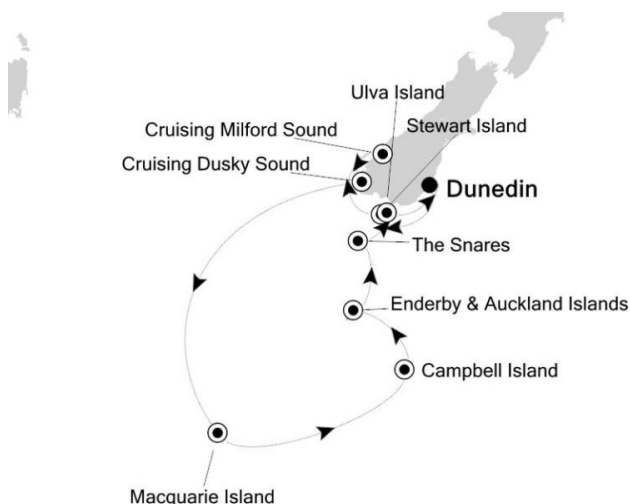 Ulva Island
Stewart Island
Cruising Milford Sound
Cruising Dusky Sound
Dunedin
The Snares
Enderby & Auckland Islands
Campbell Island
Macquarie Island